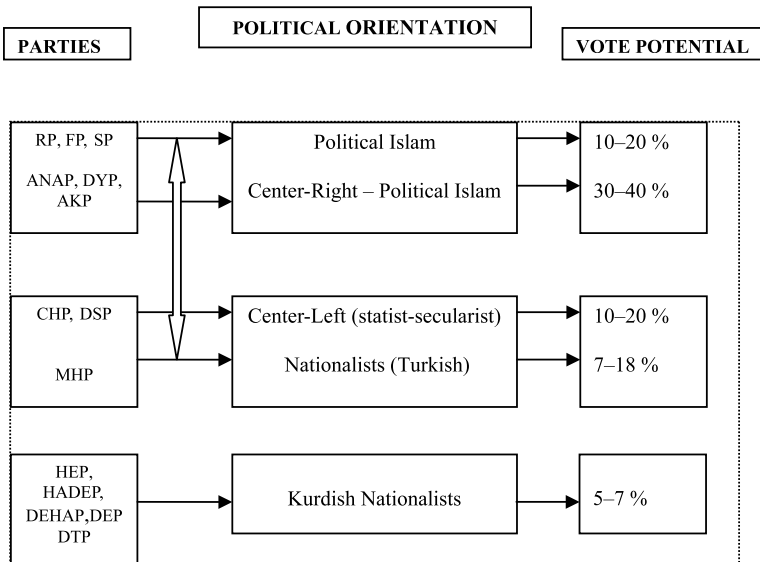 PARTIES
POLITICAL ORIENTATION
VOTE POTENTIAL
RP, FP, SP
Political Islam
10–20 %
ANAP, DYP,
AKP
Center-Right – Political Islam
30–40 %
CHP, DSP
Center-Left (statist-secularist)
10–20 %
MHP
Nationalists (Turkish)
7–18 %
HEP,
HADEP,
DEHAP,DEP
DTP
Kurdish Nationalists
5–7 %